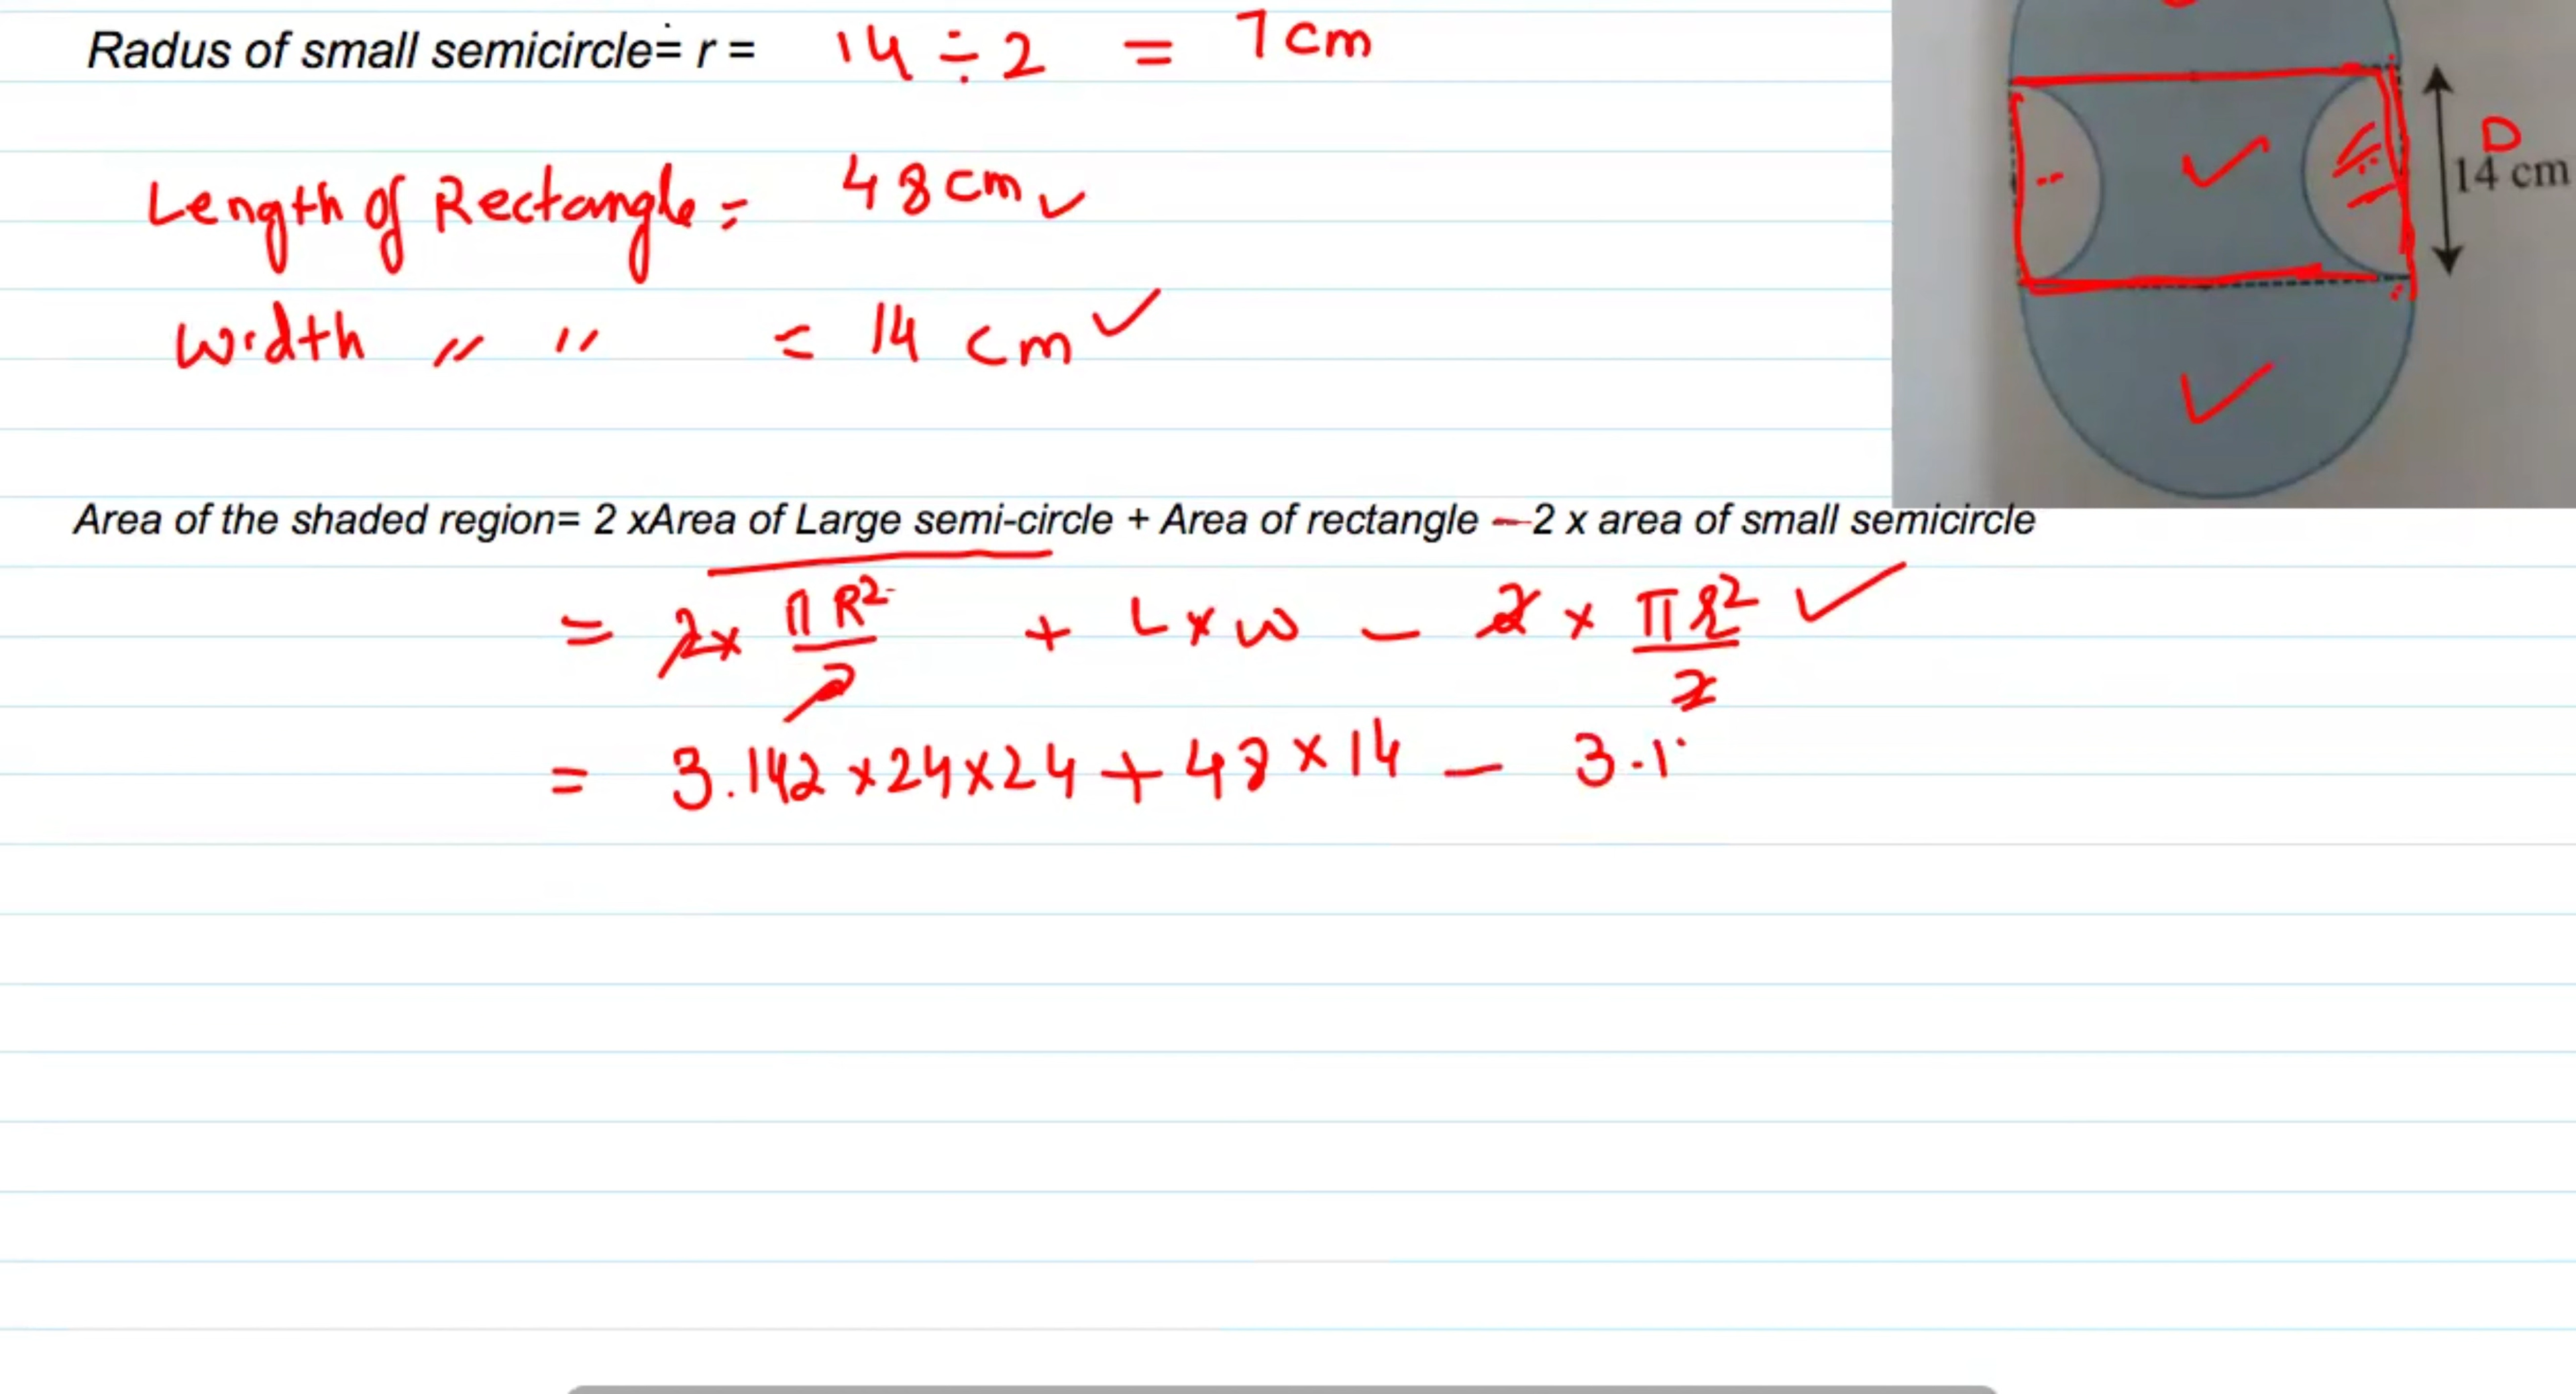 Radus of small semicircle= r = 14 ÷ 2 = 7cm
D
14 cm
Length of Rectangle = 48cm ✓
Width " " = 14 cm ✓
Area of the shaded region= 2 xArea of Large semi-circle + Area of rectangle – 2 x area of small semicircle
= 2x πR²/2 + L x W – 2 x πr²/2 ✓
= 3.142 x 24 x 24 + 48 x 14 – 3.1